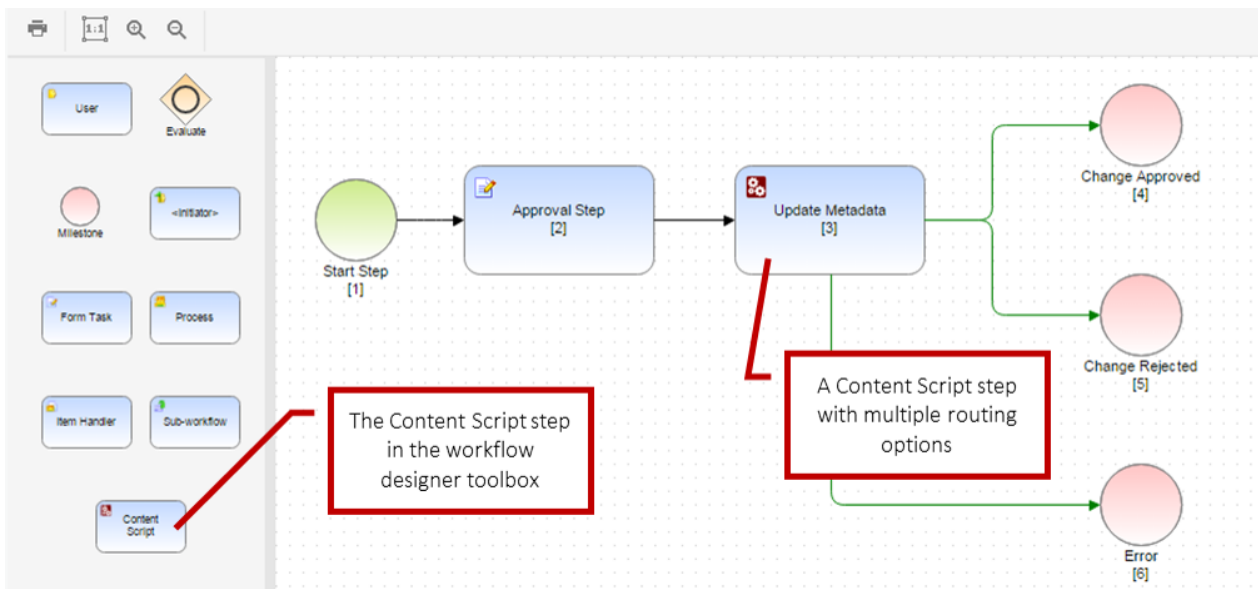 1:1
User
Evaluate
Milestone
<Initiator>
Form Task
Process
Item Handler
Sub-workflow
Content
Script
The Content Script step
in the workflow
designer toolbox
Start Step
[1]
Approval Step
[2]
Update Metadata
[3]
A Content Script step
with multiple routing
options
Change Approved
[4]
Change Rejected
[5]
Error
[6]